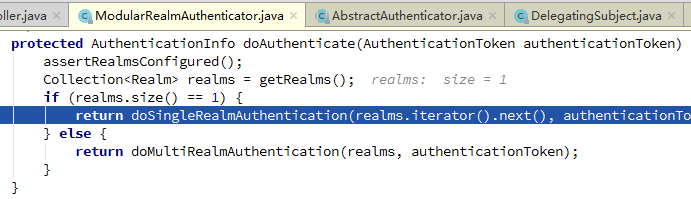 ller.java × ModularRealmAuthenticator.java × AbstractAuthenticator.java × DelegatingSubject.java ×
protected AuthenticationInfo doAuthenticate(AuthenticationToken authenticationToken)
assertRealmsConfigured();
Collection<Realm> realms = getRealms(); realms: size = 1
if (realms.size() == 1) {
return doSingleRealmAuthentication(realms.iterator().next(), authenticationTo
} else {
return doMultiRealmAuthentication(realms, authenticationToken);
}
}